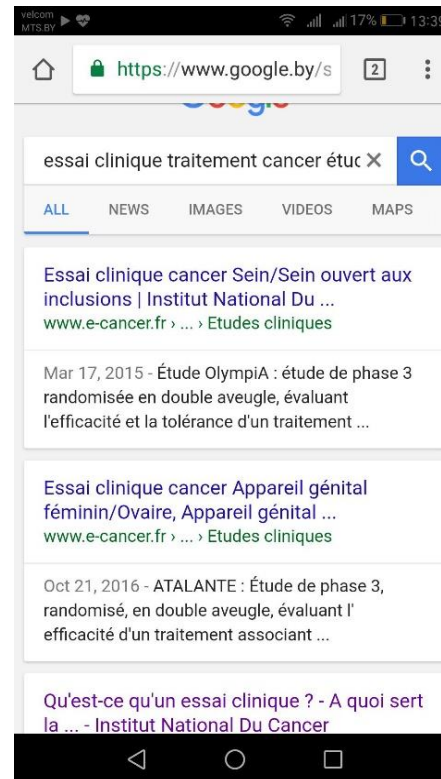 velcom
MTS.BY
17% 13:39
https://www.google.by/s 2
Google
essai clinique traitement cancer étuc
ALL NEWS IMAGES VIDEOS MAPS
Essai clinique cancer Sein/Sein ouvert aux
inclusions | Institut National Du ...
www.e-cancer.fr › ... › Etudes cliniques
Mar 17, 2015 - Étude OlympiA : étude de phase 3
randomisée en double aveugle, évaluant
l'efficacité et la tolérance d'un traitement ...
Essai clinique cancer Appareil génital
féminin/Ovaire, Appareil génital ...
www.e-cancer.fr › ... › Etudes cliniques
Oct 21, 2016 - ATALANTE : Étude de phase 3,
randomisé, en double aveugle, évaluant l'
efficacité d'un traitement associant ...
Qu'est-ce qu'un essai clinique ? - A quoi sert
la ... - Institut National Du Cancer